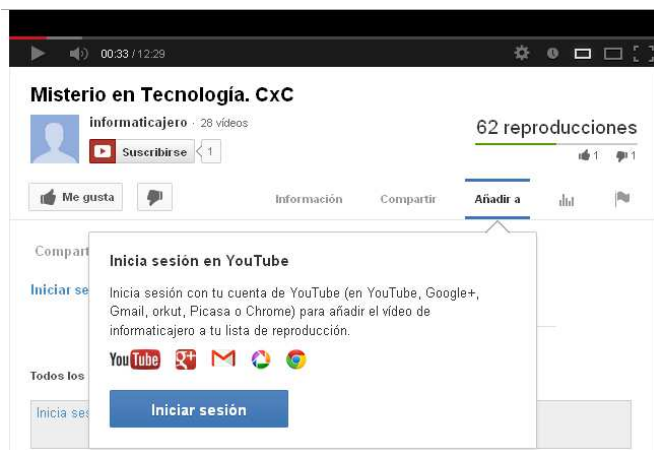 00:33 / 12:29
Misterio en Tecnología. CxC
informaticajero · 28 vídeos
Suscribirse 1
62 reproducciones
1 1
Me gusta
Información Compartir Añadir a
Compart
Iniciar se
Todos los
Inicia ses
Inicia sesión en YouTube
Inicia sesión con tu cuenta de YouTube (en YouTube, Google+,
Gmail, orkut, Picasa o Chrome) para añadir el vídeo de
informaticajero a tu lista de reproducción.
YouTube g+
Iniciar sesión